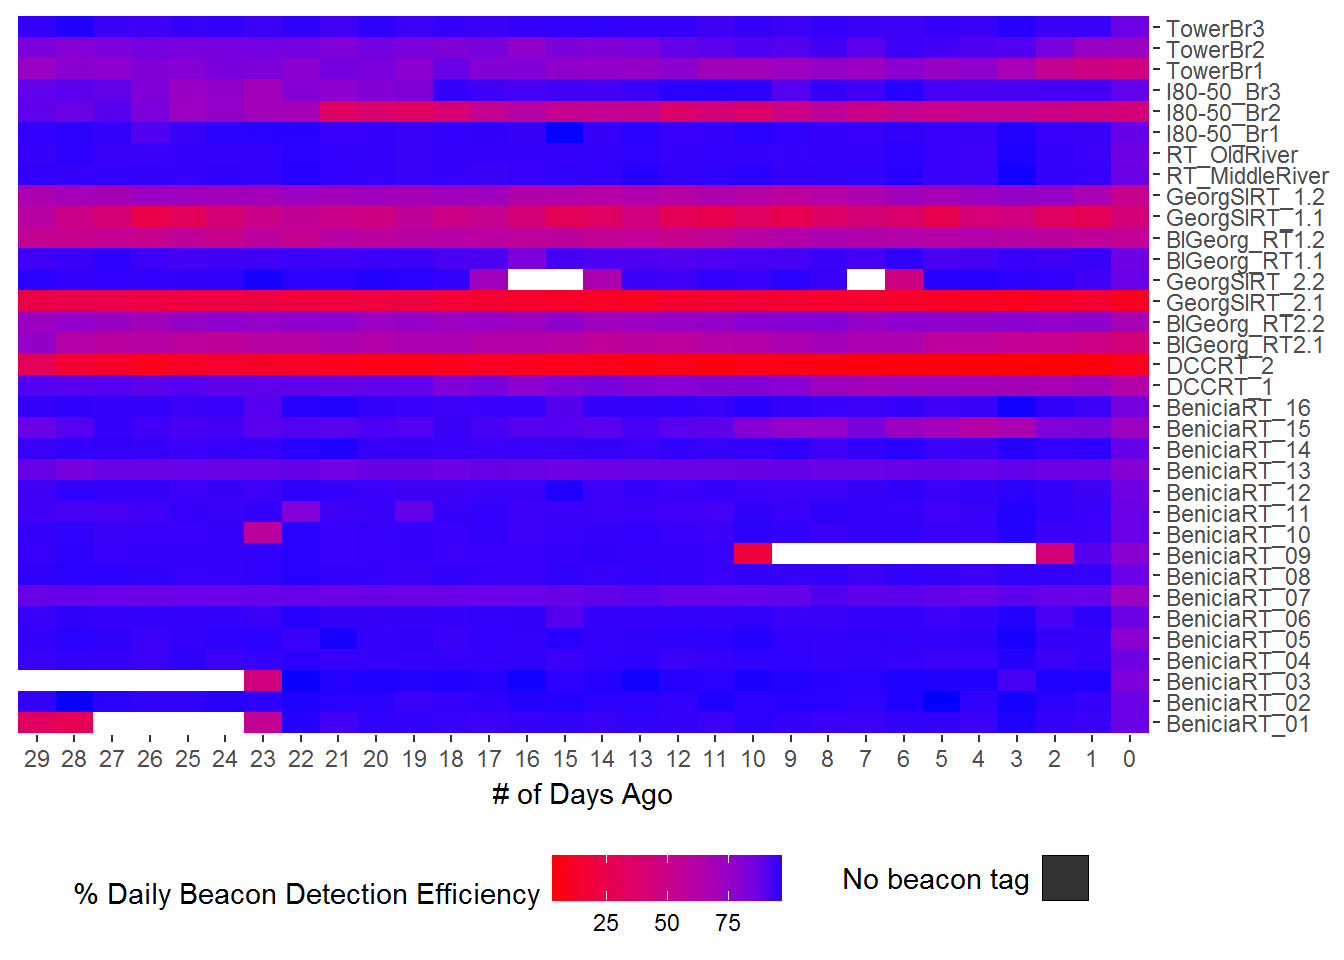 TowerBr3
TowerBr2
TowerBr1
I80-50_Br3
I80-50_Br2
I80-50_Br1
RT_OldRiver
RT_MiddleRiver
GeorgSlRT_1.2
GeorgSlRT_1.1
BlGeorg_RT1.2
BlGeorg_RT1.1
GeorgSlRT_2.2
GeorgSlRT_2.1
BlGeorg_RT2.2
BlGeorg_RT2.1
DCCRT_2
DCCRT_1
BeniciaRT_16
BeniciaRT_15
BeniciaRT_14
BeniciaRT_13
BeniciaRT_12
BeniciaRT_11
BeniciaRT_10
BeniciaRT_09
BeniciaRT_08
BeniciaRT_07
BeniciaRT_06
BeniciaRT_05
BeniciaRT_04
BeniciaRT_03
BeniciaRT_02
BeniciaRT_01
29 28 27 26 25 24 23 22 21 20 19 18 17 16 15 14 13 12 11 10 9 8 7 6 5 4 3 2 1 0
# of Days Ago
% Daily Beacon Detection Efficiency
25 50 75
No beacon tag